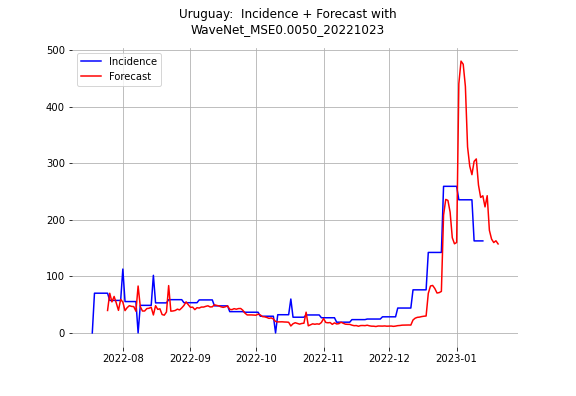 Uruguay:  Incidence + Forecast with
WaveNet_MSE0.0050_20221023
500
Incidence
Forecast
400
300
200
100
0
2022-08 2022-09 2022-10 2022-11 2022-12 2023-01